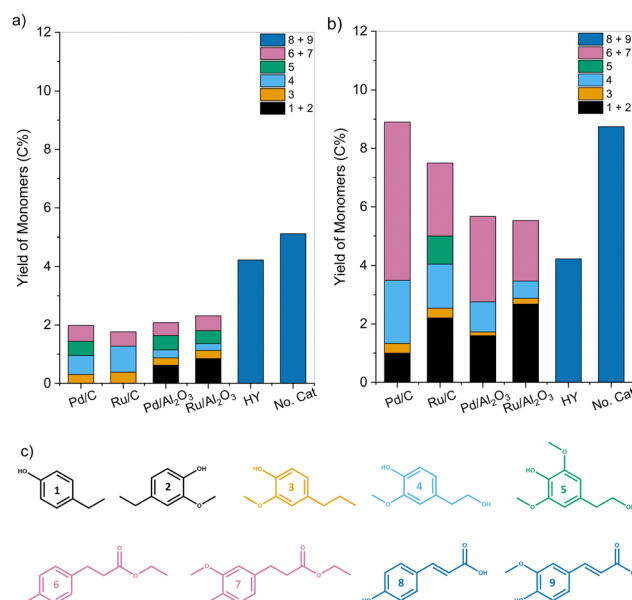 a)
b)
12
10
8
6
4
2
0
Yield of Monomers (C%)
8 + 9
6 + 7
5
4
3
1 + 2
Pd/C
Ru/C
Pd/Al₂O₃
Ru/Al₂O₃
HY
No. Cat
12
10
8
6
4
2
0
Yield of Monomers (C%)
8 + 9
6 + 7
5
4
3
1 + 2
Pd/C
Ru/C
Pd/Al₂O₃
Ru/Al₂O₃
HY
No. Cat
c)
HO
1
OH
2
O
HO
3
O
HO
4
O
OH
O
HO
5
O
OH
6
O
O
O
7
O
O
8
O
OH
O
9
O